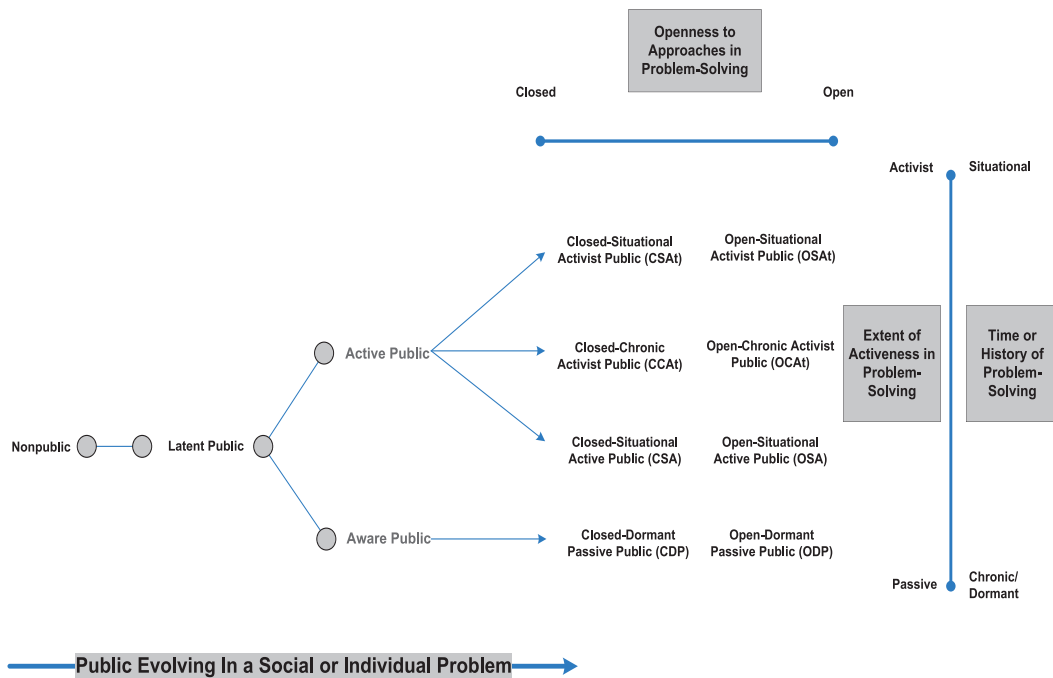 Openness to
Approaches in
Problem-Solving
Closed
Open
Activist
Situational
Closed-Situational
Activist Public (CSAt)
Open-Situational
Activist Public (OSAt)
Active Public
Closed-Chronic
Activist Public (CCAt)
Open-Chronic Activist
Public (OCAt)
Extent of
Activeness in
Problem-
Solving
Time or
History of
Problem-
Solving
Nonpublic
Latent Public
Closed-Situational
Active Public (CSA)
Open-Situational
Active Public (OSA)
Aware Public
Closed-Dormant
Passive Public (CDP)
Open-Dormant
Passive Public (ODP)
Passive
Chronic/
Dormant
Public Evolving In a Social or Individual Problem